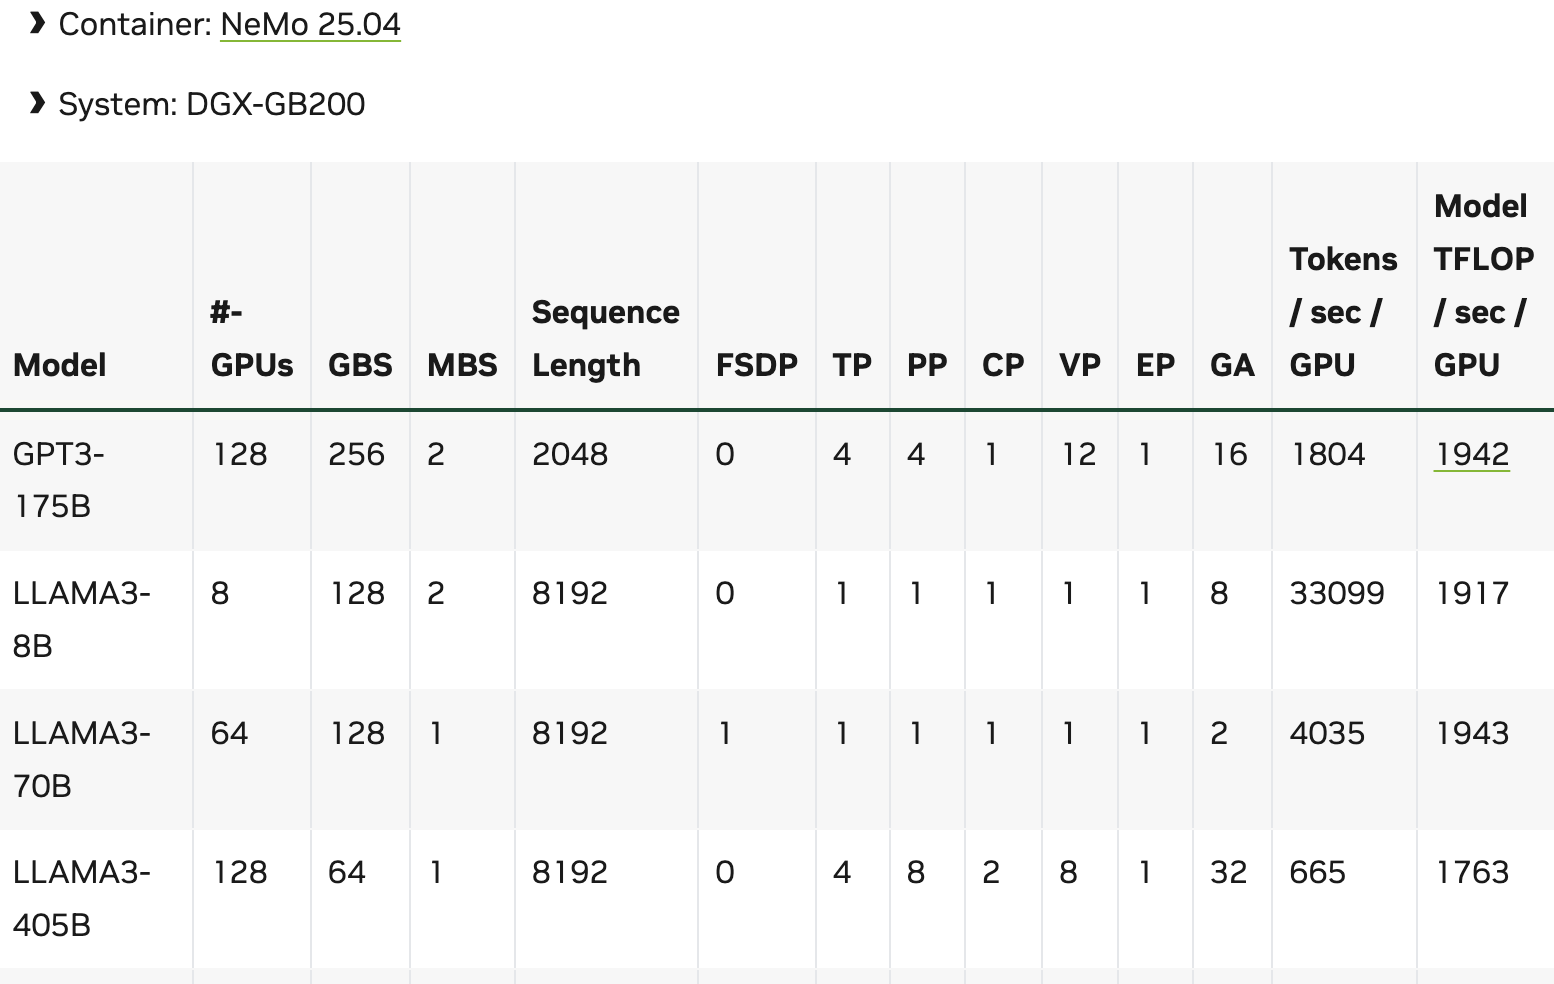 ❱ Container: NeMo 25.04
❱ System: DGX-GB200
Model #-GPUs GBS MBS Sequence Length FSDP TP PP CP VP EP GA Tokens / sec / GPU Model TFLOP / sec / GPU
GPT3-175B 128 256 2 2048 0 4 4 1 12 1 16 1804 1942
LLAMA3-8B 8 128 2 8192 0 1 1 1 1 1 8 33099 1917
LLAMA3-70B 64 128 1 8192 1 1 1 1 1 1 2 4035 1943
LLAMA3-405B 128 64 1 8192 0 4 8 2 8 1 32 665 1763